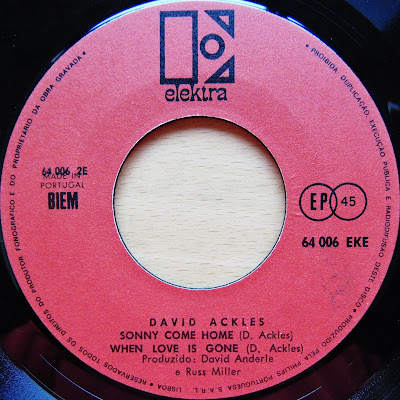 elektra
64 006 2E
MADE IN
PORTUGAL
BIEM
EP 45
64 006 EKE
DAVID ACKLES
SONNY COME HOME (D. Ackles)
WHEN LOVE IS GONE (D. Ackles)
Produzido: David Anderle
e Russ Miller
RESERVADOS TODOS OS DIREITOS DO PRODUTOR FONOGRÁFICO E DO PROPRIETÁRIO DA OBRA GRAVADA •
• PROIBIDA A DUPLICAÇÃO, EXECUÇÃO PÚBLICA E RADIODIFUSÃO DESTE DISCO •
PRODUZIDO PELA PHILIPS PORTUGUESA S.A.R.L. LISBOA •